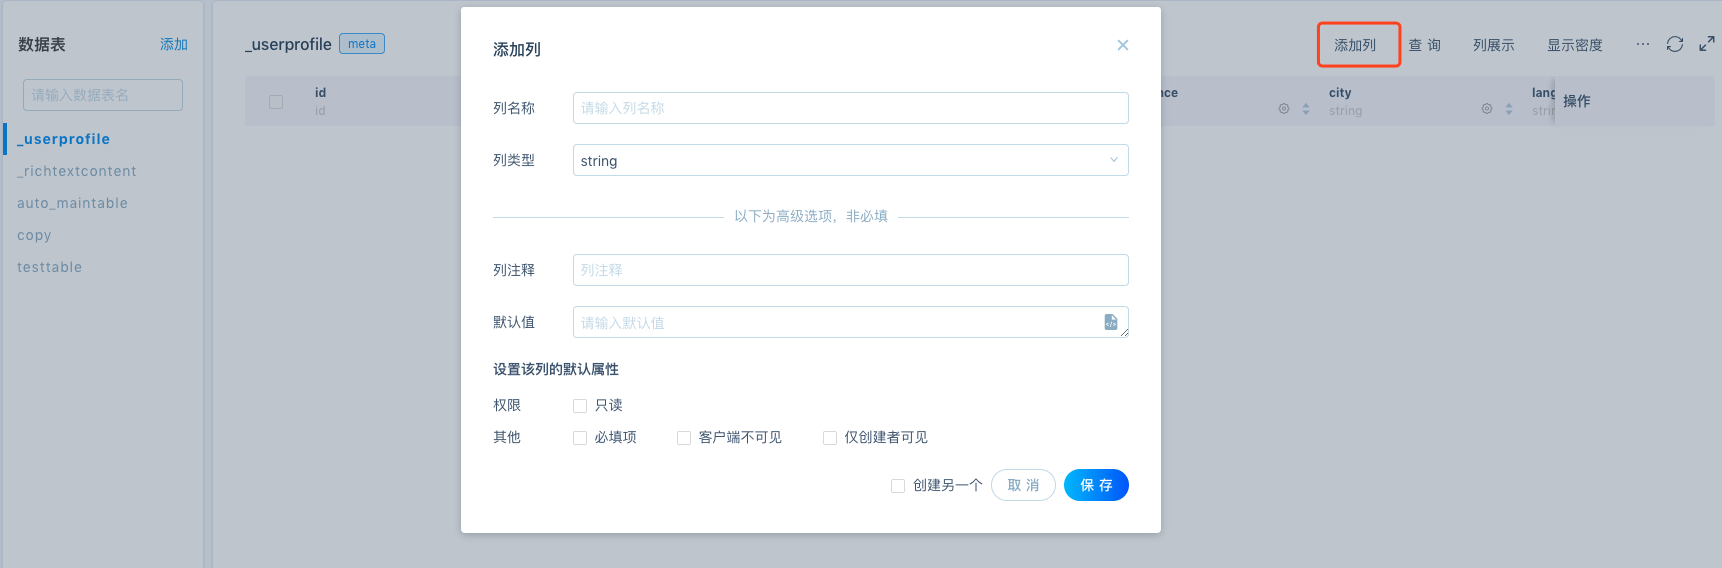 数据表 添加
请输入数据表名
_userprofile
_richtextcontent
auto_maintable
copy
testtable
_userprofile meta
添加列 查 询 列展示 显示密度 ···
id
id
nce
city
string
lang
string
操作
添加列
列名称 请输入列名称
列类型 string
以下为高级选项，非必填
列注释 列注释
默认值 请输入默认值
设置该列的默认属性
权限 只读
其他 必填项 客户端不可见 仅创建者可见
创建另一个 取 消 保 存